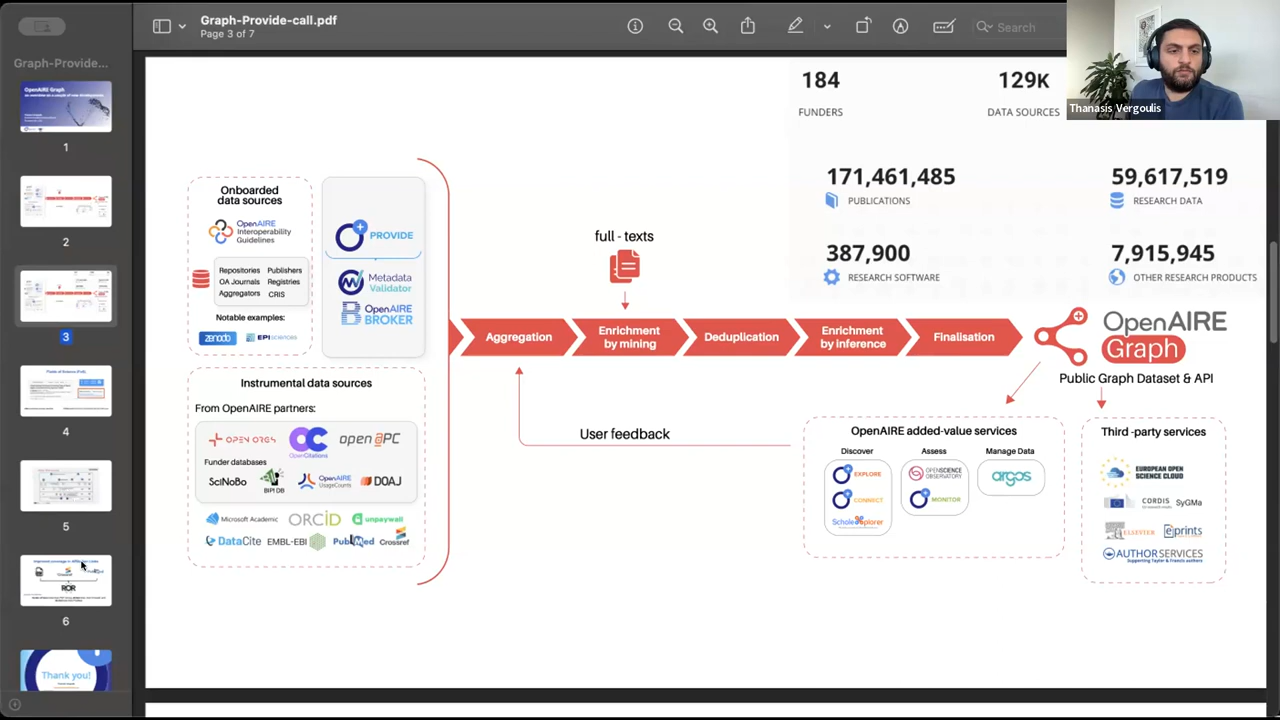 Graph-Provide-call.pdf
Page 3 of 7
Search
Thanasis Vergoulis
Graph-Provide...
OpenAIRE Graph
1
2
3
4
5
6
Thank you!
184
FUNDERS
129K
DATA SOURCES
171,461,485
PUBLICATIONS
59,617,519
RESEARCH DATA
387,900
RESEARCH SOFTWARE
7,915,945
OTHER RESEARCH PRODUCTS
Onboarded
data sources
OpenAIRE
Interoperability
Guidelines
Repositories Publishers
OA Journals Registries
Aggregators CRIS
Notable examples:
zenodo
EPISCIENCES
PROVIDE
Metadata
Validator
OpenAIRE
BROKER
full - texts
Aggregation
Enrichment
by mining
Deduplication
Enrichment
by inference
Finalisation
OpenAIRE
Graph
Public Graph Dataset & API
User feedback
Instrumental data sources
From OpenAIRE partners:
OPEN ORGS
OpenCitations
openAPC
Funder databases
SciNoBo
BIP! DB
OpenAIRE
UsageCounts
DOAJ
Microsoft Academic
ORCID
unpaywall
DataCite
EMBL-EBI
PubMed
Crossref
OpenAIRE added-value services
Discover
Assess
Manage Data
EXPLORE
CONNECT
ScholeXplorer
OPENSCIENCE
OBSERVATORY
MONITOR
argos
Third -party services
EUROPEAN OPEN
SCIENCE CLOUD
CORDIS
SyGMa
ELSEVIER
eprints
AUTHORSERVICES
Supporting Taylor & Francis authors